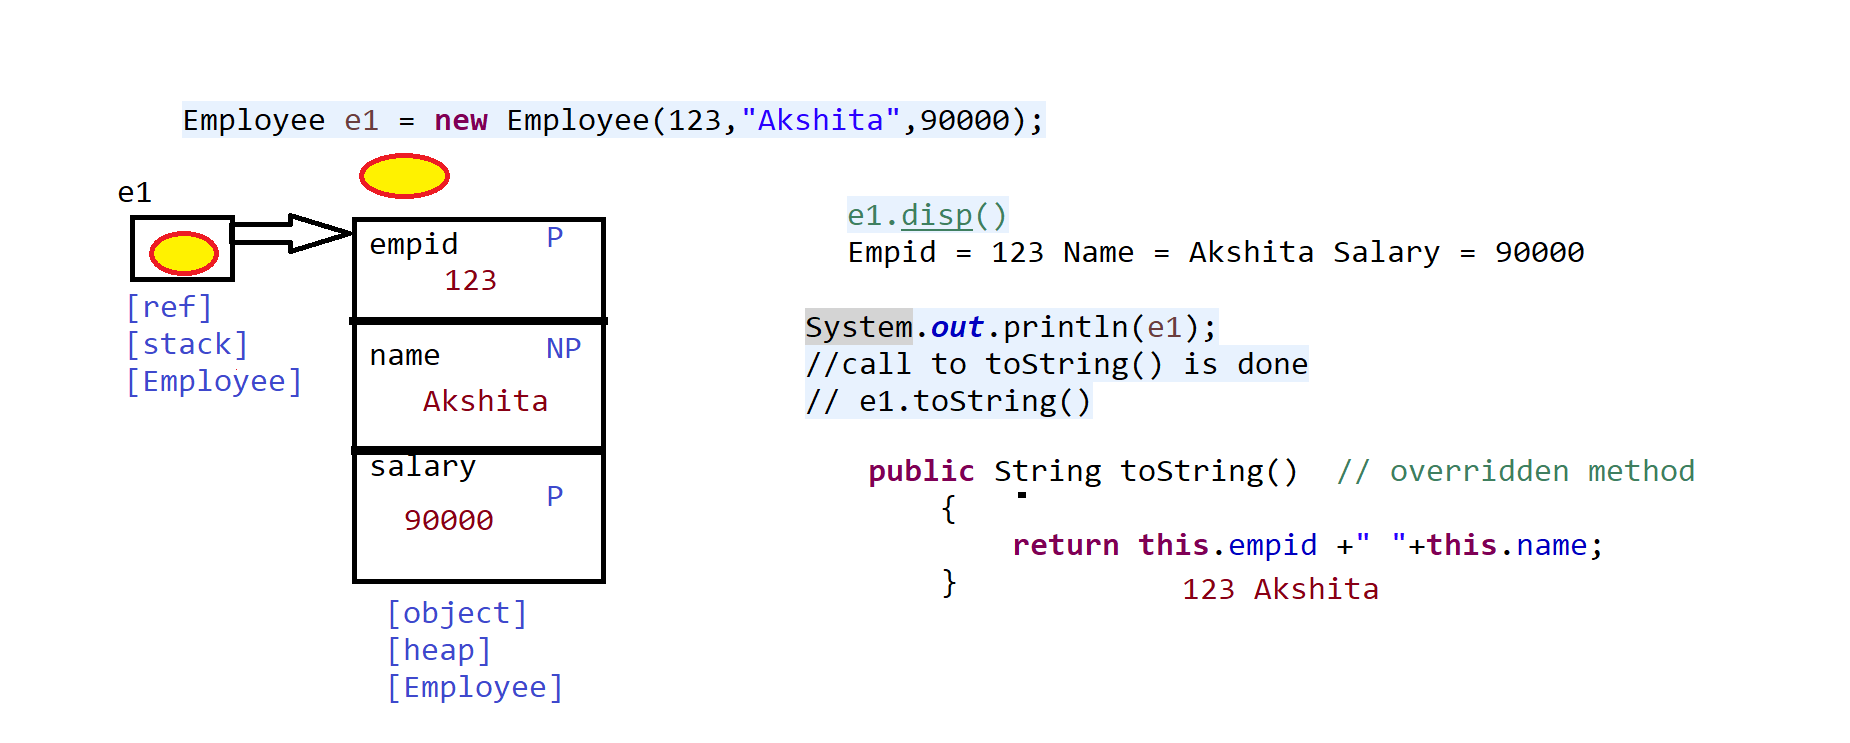 Employee e1 = new Employee(123,"Akshita",90000);
e1
empid P
123
name NP
Akshita
salary
P
90000
[ref]
[stack]
[Employee]
[object]
[heap]
[Employee]
e1.disp()
Empid = 123 Name = Akshita Salary = 90000
System.out.println(e1);
//call to toString() is done
// e1.toString()
public String toString() // overridden method
{
return this.empid +" "+this.name;
}
123 Akshita